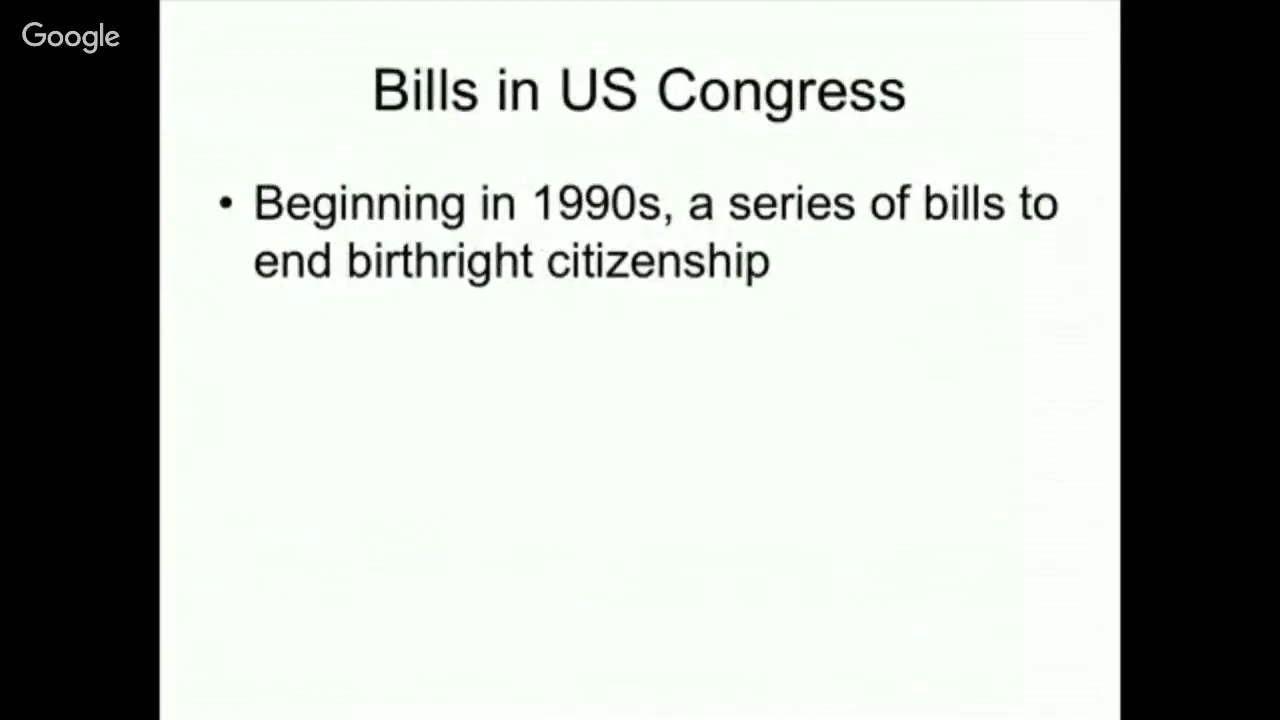 Google
Bills in US Congress
• Beginning in 1990s, a series of bills to
end birthright citizenship